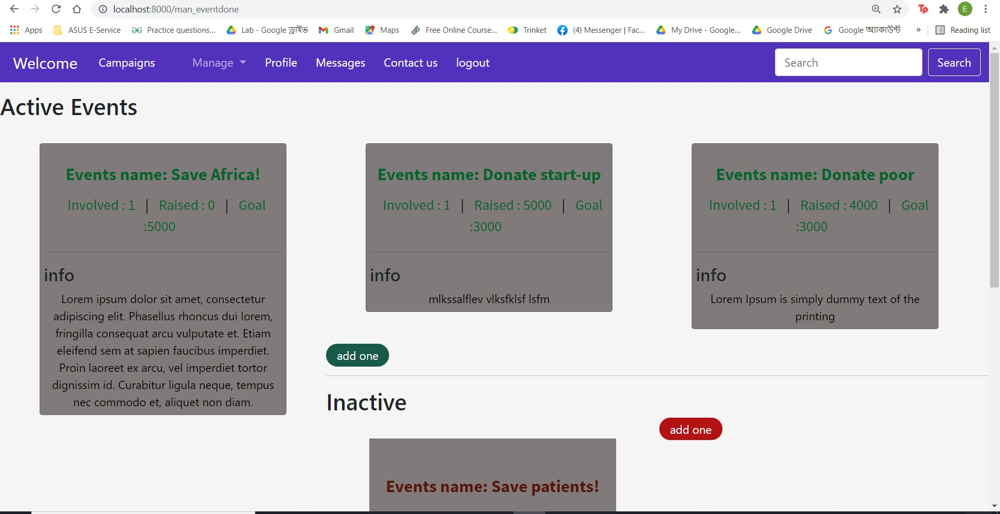 localhost:8000/man_eventdone
Tp
E
Apps ASUS E-Service Practice questions... Lab - Google ড্রাইভ Gmail Maps Free Online Course... Trinket (4) Messenger | Fac... My Drive - Google... Google Drive Google অ্যাকাউন্ট » Reading list
Welcome Campaigns Manage Profile Messages Contact us logout Search Search
Active Events
Events name: Save Africa!
Involved : 1 | Raised : 0 | Goal
:5000
info
Lorem ipsum dolor sit amet, consectetur
adipiscing elit. Phasellus rhoncus dui lorem,
fringilla consequat arcu vulputate et. Etiam
eleifend sem at sapien faucibus imperdiet.
Proin laoreet ex arcu, vel imperdiet tortor
dignissim id. Curabitur ligula neque, tempus
nec commodo et, aliquet non diam.
Events name: Donate start-up
Involved : 1 | Raised : 5000 | Goal
:3000
info
mlkssalflev vlksfklsf lsfm
Events name: Donate poor
Involved : 1 | Raised : 4000 | Goal
:3000
info
Lorem Ipsum is simply dummy text of the
printing
add one
Inactive
add one
Events name: Save patients!